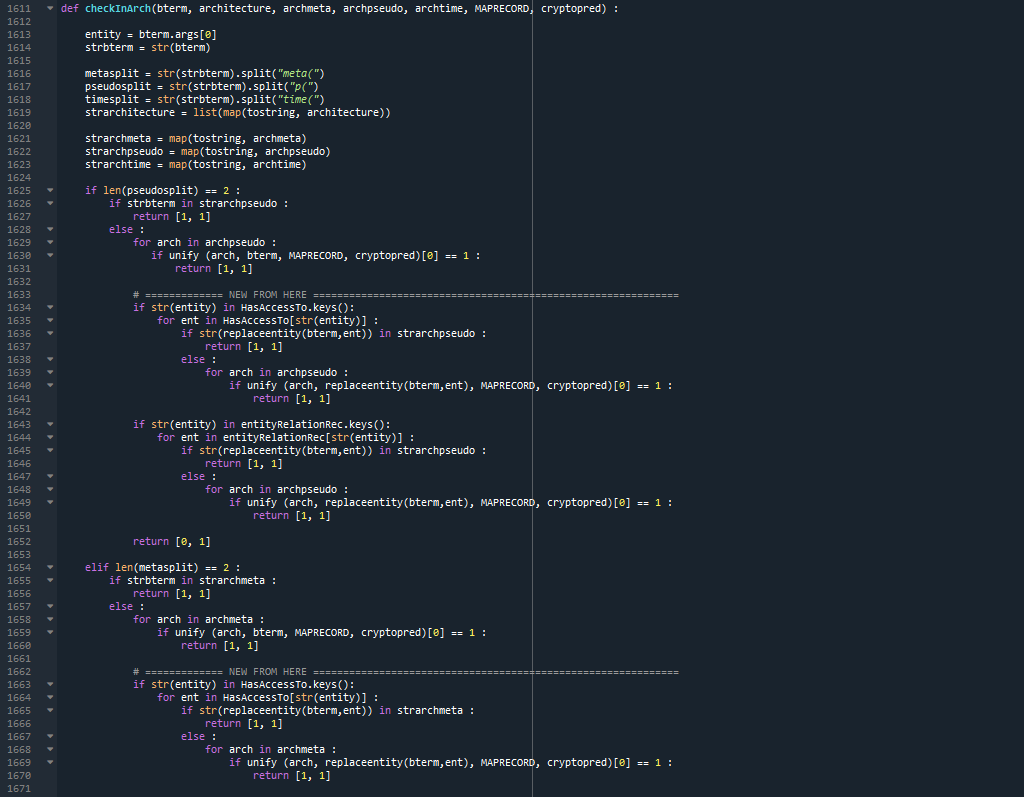 1611 def checkInArch(bterm, architecture, archmeta, archpseudo, archtime, MAPRECORD, cryptopred) :
1612
1613     entity = bterm.args[0]
1614     strbterm = str(bterm)
1615
1616     metasplit = str(strbterm).split("meta(")
1617     pseudosplit = str(strbterm).split("p(")
1618     timesplit = str(strbterm).split("time(")
1619     strarchitecture = list(map(tostring, architecture))
1620
1621     strarchmeta = map(tostring, archmeta)
1622     strarchpseudo = map(tostring, archpseudo)
1623     strarchtime = map(tostring, archtime)
1624
1625     if len(pseudosplit) == 2 :
1626         if strbterm in strarchpseudo :
1627             return [1, 1]
1628         else :
1629             for arch in archpseudo :
1630                if unify (arch, bterm, MAPRECORD, cryptopred)[0] == 1 :
1631                    return [1, 1]
1632
1633             # ============= NEW FROM HERE =============================================================
1634             if str(entity) in HasAccessTo.keys():
1635                 for ent in HasAccessTo[str(entity)] :
1636                     if str(replaceentity(bterm,ent)) in strarchpseudo :
1637                         return [1, 1]
1638                     else :
1639                         for arch in archpseudo :
1640                             if unify (arch, replaceentity(bterm,ent), MAPRECORD, cryptopred)[0] == 1 :
1641                                 return [1, 1]
1642
1643             if str(entity) in entityRelationRec.keys():
1644                 for ent in entityRelationRec[str(entity)] :
1645                     if str(replaceentity(bterm,ent)) in strarchpseudo :
1646                         return [1, 1]
1647                     else :
1648                         for arch in archpseudo :
1649                             if unify (arch, replaceentity(bterm,ent), MAPRECORD, cryptopred)[0] == 1 :
1650                                 return [1, 1]
1651
1652             return [0, 1]
1653
1654     elif len(metasplit) == 2 :
1655         if strbterm in strarchmeta :
1656             return [1, 1]
1657         else :
1658             for arch in archmeta :
1659                 if unify (arch, bterm, MAPRECORD, cryptopred)[0] == 1 :
1660                     return [1, 1]
1661
1662             # ============= NEW FROM HERE =============================================================
1663             if str(entity) in HasAccessTo.keys():
1664                 for ent in HasAccessTo[str(entity)] :
1665                     if str(replaceentity(bterm,ent)) in strarchmeta :
1666                         return [1, 1]
1667                     else :
1668                         for arch in archmeta :
1669                             if unify (arch, replaceentity(bterm,ent), MAPRECORD, cryptopred)[0] == 1 :
1670                                 return [1, 1]
1671